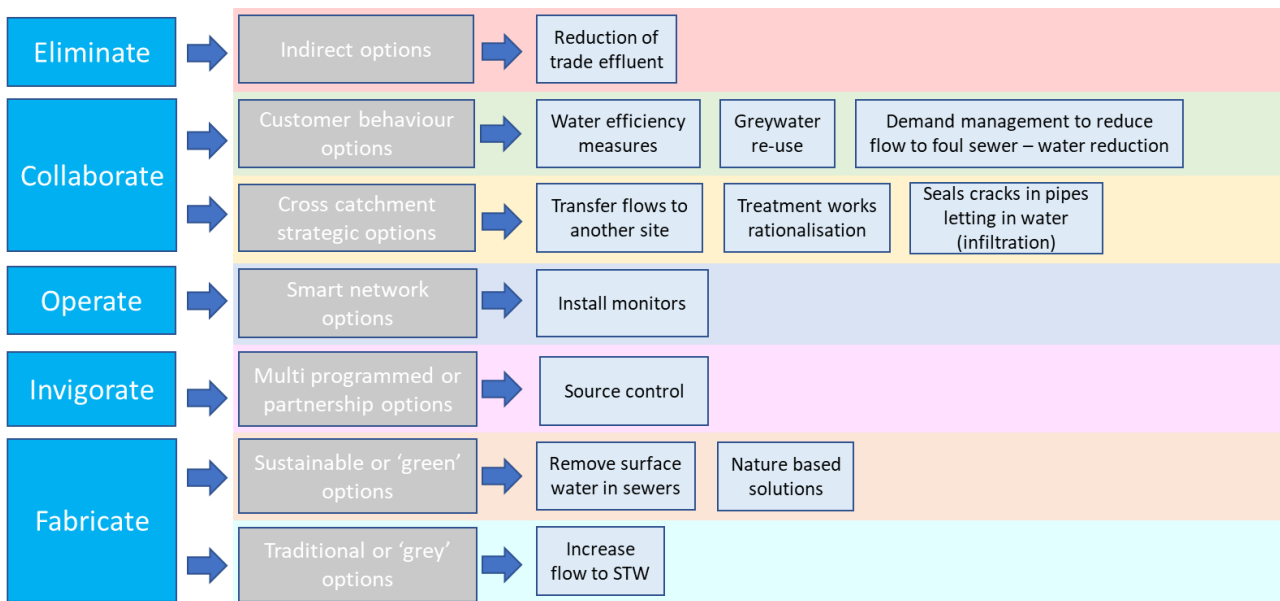 Eliminate
Indirect options
Reduction of
trade effluent
Collaborate
Customer behaviour
options
Water efficiency
measures
Greywater
re-use
Demand management to reduce
flow to foul sewer – water reduction
Cross catchment
strategic options
Transfer flows to
another site
Treatment works
rationalisation
Seals cracks in pipes
letting in water
(infiltration)
Operate
Smart network
options
Install monitors
Invigorate
Multi programmed or
partnership options
Source control
Fabricate
Sustainable or ‘green’
options
Remove surface
water in sewers
Nature based
solutions
Traditional or ‘grey’
options
Increase
flow to STW